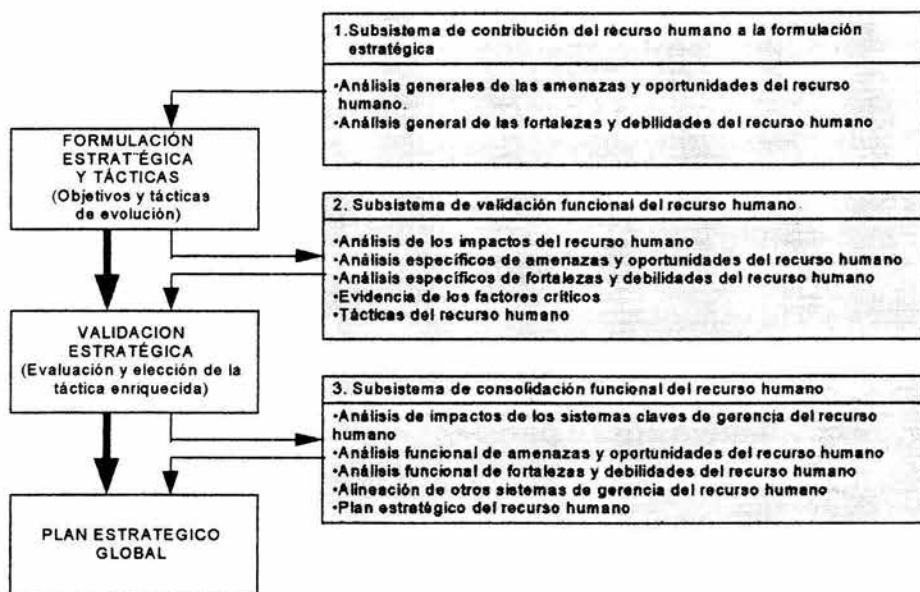 1.Subsistema de contribución del recurso humano a la formulación
estratégica
•Análisis generales de las amenazas y oportunidades del recurso
humano.
•Análisis general de las fortalezas y debilidades del recurso humano
FORMULACIÓN
ESTRATÉGICA
Y TÁCTICAS
(Objetivos y tácticas
de evolución)
2. Subsistema de validación funcional del recurso humano
•Análisis de los impactos del recurso humano
•Análisis específicos de amenazas y oportunidades del recurso humano
•Análisis específicos de fortalezas y debilidades del recurso humano
•Evidencia de los factores críticos
•Tácticas del recurso humano
VALIDACION
ESTRATÉGICA
(Evaluación y elección de la
táctica enriquecida)
3. Subsistema de consolidación funcional del recurso humano
•Análisis de impactos de los sistemas claves de gerencia del recurso
humano
•Análisis funcional de amenazas y oportunidades del recurso humano
•Análisis funcional de fortalezas y debilidades del recurso humano
•Alineación de otros sistemas de gerencia del recurso humano
•Plan estratégico del recurso humano
PLAN ESTRATEGICO
GLOBAL